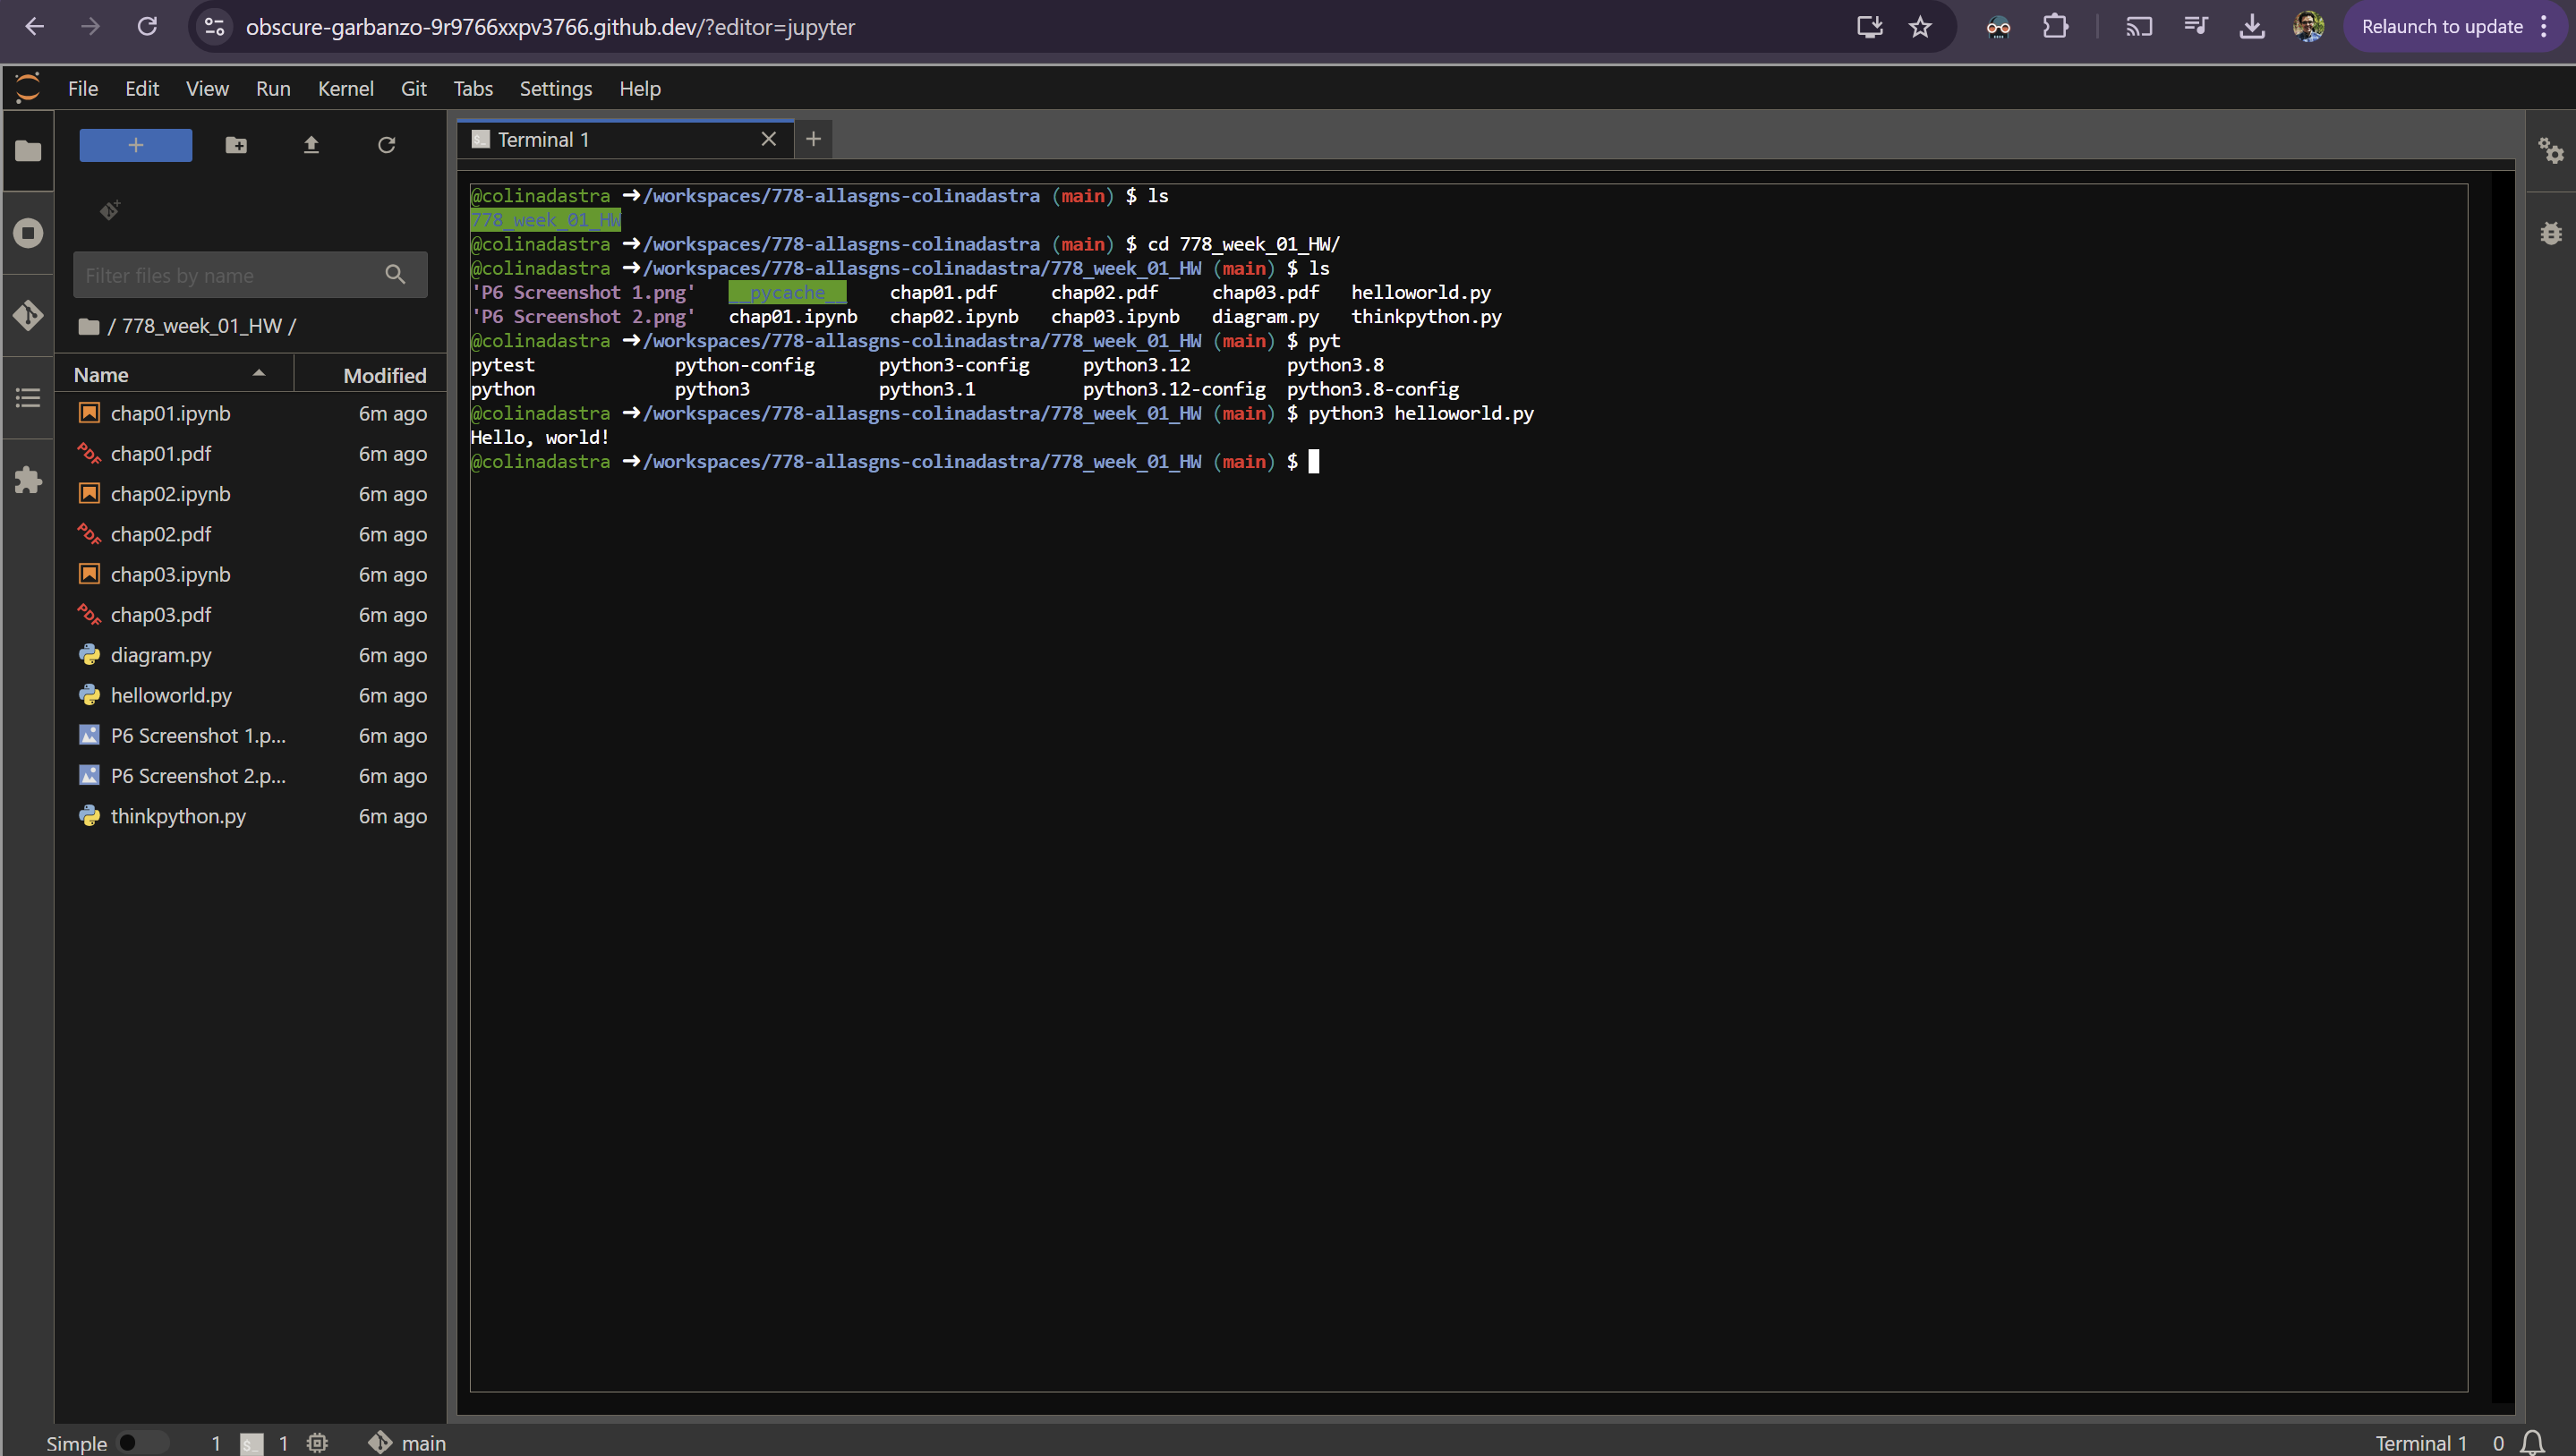 obscure-garbanzo-9r9766xxpv3766.github.dev/?editor=jupyter
Relaunch to update
File Edit View Run Kernel Git Tabs Settings Help
+
Terminal 1
Filter files by name
/ 778_week_01_HW /
Name Modified
chap01.ipynb 6m ago
chap01.pdf 6m ago
chap02.ipynb 6m ago
chap02.pdf 6m ago
chap03.ipynb 6m ago
chap03.pdf 6m ago
diagram.py 6m ago
helloworld.py 6m ago
P6 Screenshot 1.p... 6m ago
P6 Screenshot 2.p... 6m ago
thinkpython.py 6m ago
@colinadastra ➜/workspaces/778-allasgns-colinadastra (main) $ ls
778_week_01_HW
@colinadastra ➜/workspaces/778-allasgns-colinadastra (main) $ cd 778_week_01_HW/
@colinadastra ➜/workspaces/778-allasgns-colinadastra/778_week_01_HW (main) $ ls
'P6 Screenshot 1.png' __pycache__ chap01.pdf chap02.pdf chap03.pdf helloworld.py
'P6 Screenshot 2.png' chap01.ipynb chap02.ipynb chap03.ipynb diagram.py thinkpython.py
@colinadastra ➜/workspaces/778-allasgns-colinadastra/778_week_01_HW (main) $ pyt
pytest python-config python3-config python3.12 python3.8
python python3 python3.1 python3.12-config python3.8-config
@colinadastra ➜/workspaces/778-allasgns-colinadastra/778_week_01_HW (main) $ python3 helloworld.py
Hello, world!
@colinadastra ➜/workspaces/778-allasgns-colinadastra/778_week_01_HW (main) $
Simple 1 1 main
Terminal 1 0